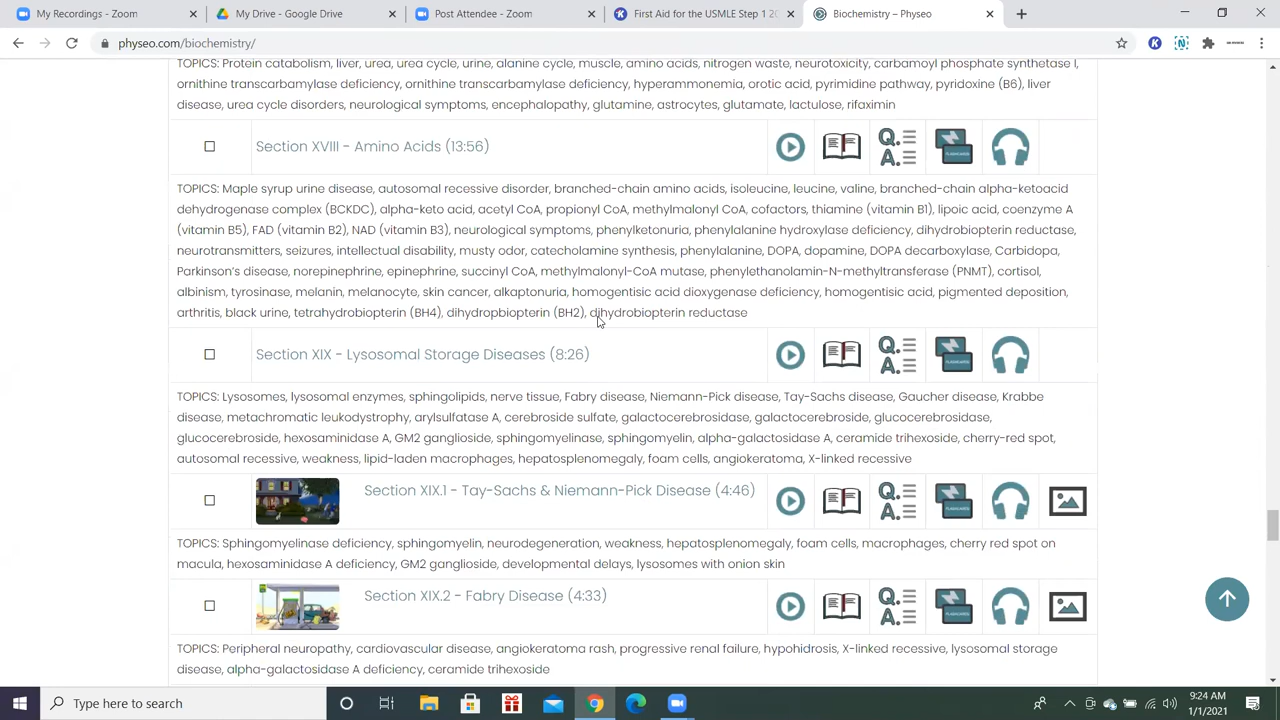 My Recordings - Zoom
My Drive - Google Drive
Post Attendee - Zoom
First Aid for the USMLE Step 1 20
Biochemistry – Physeo
physeo.com/biochemistry/
TOPICS: Protein catabolism, liver, urea, urea cycle, urine, alanine cycle, muscle, amino acids, nitrogen waste, neurotoxicity, carbamoyl phosphate synthetase I,
ornithine transcarbamylase deficiency, ornithine transcarbamylase deficiency, hyperammonemia, orotic acid, pyrimidine pathway, pyridoxine (B6), liver
disease, urea cycle disorders, neurological symptoms, encephalopathy, glutamine, astrocytes, glutamate, lactulose, rifaximin
Section XVIII - Amino Acids (13:56)
Q.
A.
FLASHCARDS
TOPICS: Maple syrup urine disease, autosomal recessive disorder, branched-chain amino acids, isoleucine, leucine, valine, branched-chain alpha-ketoacid
dehydrogenase complex (BCKDC), alpha-keto acid, acetyl CoA, propionyl CoA, methylmalonyl CoA, cofactors, thiamine (vitamin B1), lipoic acid, coenzyme A
(vitamin B5), FAD (vitamin B2), NAD (vitamin B3), neurological symptoms, phenylketonuria, phenylalanine hydroxylase deficiency, dihydrobiopterin reductase,
neurotransmitters, seizures, intellectual disability, musty odor, catecholamine synthesis, phenylalanine, DOPA, dopamine, DOPA decarboxylase, Carbidopa,
Parkinson's disease, norepinephrine, epinephrine, succinyl CoA, methylmalonyl-CoA mutase, phenylethanolamin-N-methyltransferase (PNMT), cortisol,
albinism, tyrosinase, melanin, melanocyte, skin cancer, alkaptonuria, homogentisic acid dioxygenase deficiency, homogentisic acid, pigmented deposition,
arthritis, black urine, tetrahydrobiopterin (BH4), dihydropbiopterin (BH2), dihydrobiopterin reductase
Section XIX - Lysosomal Storage Diseases (8:26)
Q.
A.
FLASHCARDS
TOPICS: Lysosomes, lysosomal enzymes, sphingolipids, nerve tissue, Fabry disease, Niemann-Pick disease, Tay-Sachs disease, Gaucher disease, Krabbe
disease, metachromatic leukodystrophy, arylsulfatase A, cerebroside sulfate, galactocerebrosidase, galactocerebroside, glucocerebrosidase,
glucocerebroside, hexosaminidase A, GM2 ganglioside, sphingomyelinase, sphingomyelin, alpha-galactosidase A, ceramide trihexoside, cherry-red spot,
autosomal recessive, weakness, lipid-laden macrophages, hepatosplenomegaly, foam cells, angiokeratoma, X-linked recessive
Section XIX.1 - Tay-Sachs & Niemann-Pick Disease (4:46)
Q.
A.
FLASHCARDS
TOPICS: Sphingomyelinase deficiency, sphingomyelin, neurodegeneration, weakness, hepatosplenomegaly, foam cells, macrophages, cherry red spot on
macula, hexosaminidase A deficiency, GM2 ganglioside, developmental delays, lysosomes with onion skin
Section XIX.2 - Fabry Disease (4:33)
Q.
A.
FLASHCARDS
TOPICS: Peripheral neuropathy, cardiovascular disease, angiokeratoma rash, progressive renal failure, hypohidrosis, X-linked recessive, lysosomal storage
disease, alpha-galactosidase A deficiency, ceramide trihexoside
Type here to search
9:24 AM
1/1/2021